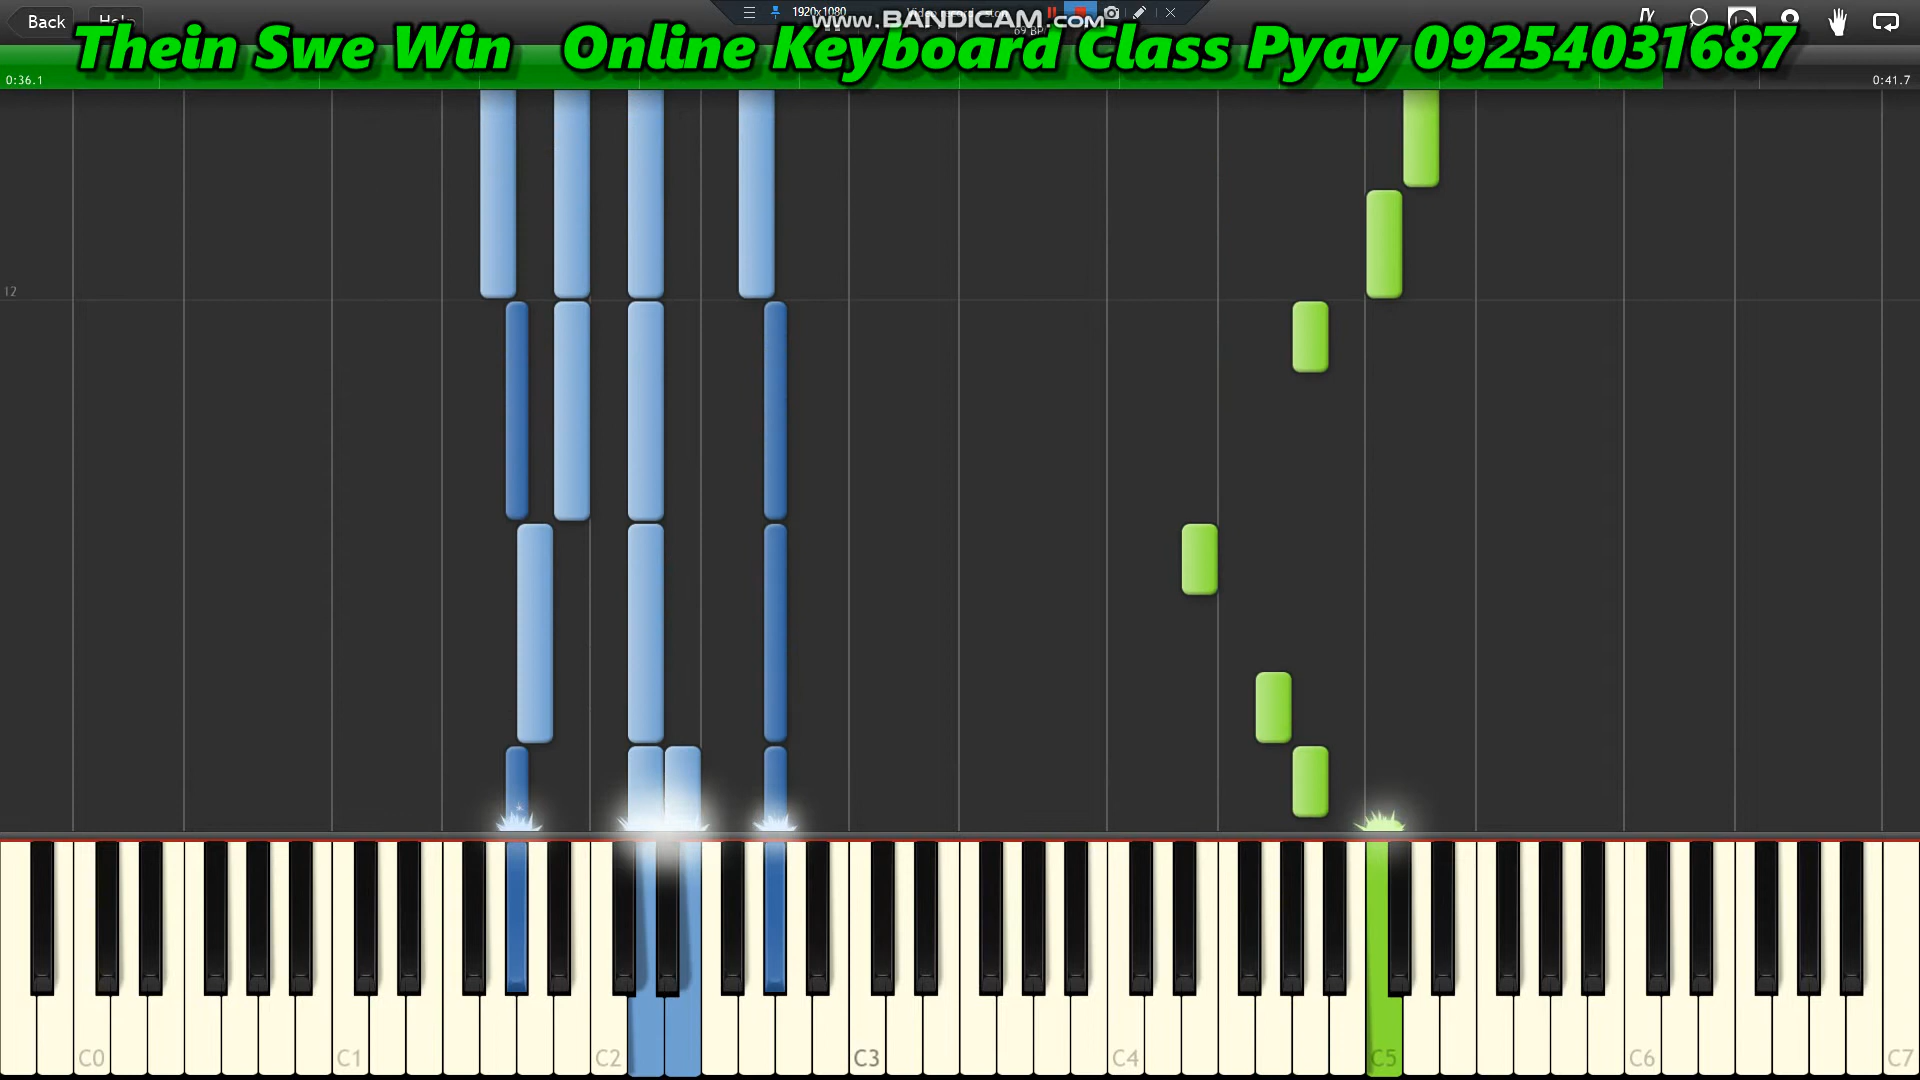 Back
1920x1080
www.BANDICAM.com
Thein Swe Win Online Keyboard Class Pyay 09254031687
0:36.1
0:41.7
12
C0 C1 C2 C3 C4 C5 C6 C7